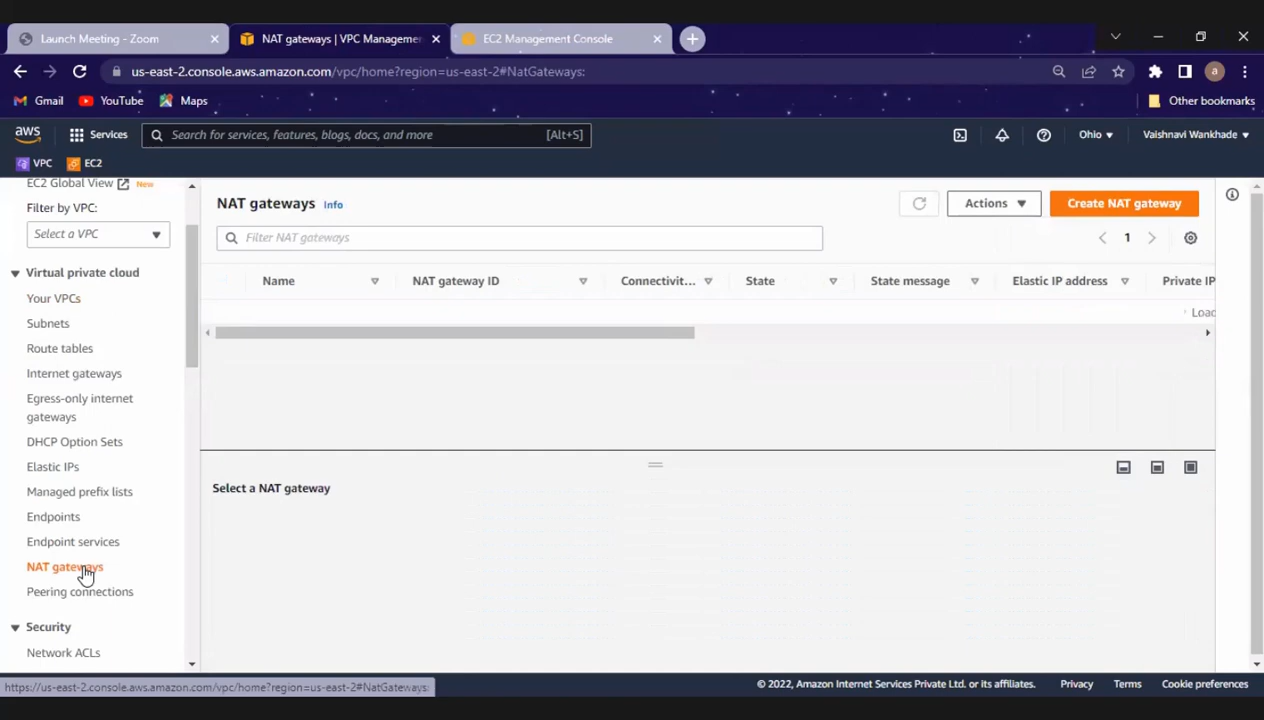 Launch Meeting - Zoom
NAT gateways | VPC Managemen
EC2 Management Console
us-east-2.console.aws.amazon.com/vpc/home?region=us-east-2#NatGateways:
a
Gmail
YouTube
Maps
Other bookmarks
aws
Services
Search for services, features, blogs, docs, and more
[Alt+S]
Ohio
Vaishnavi Wankhade
VPC
EC2
EC2 Global View
New
Filter by VPC:
Select a VPC
Virtual private cloud
Your VPCs
Subnets
Route tables
Internet gateways
Egress-only internet
gateways
DHCP Option Sets
Elastic IPs
Managed prefix lists
Endpoints
Endpoint services
NAT gateways
Peering connections
Security
Network ACLs
NAT gateways
Info
Actions
Create NAT gateway
Filter NAT gateways
1
Name
NAT gateway ID
Connectivit...
State
State message
Elastic IP address
Private IP
Load
Select a NAT gateway
https://us-east-2.console.aws.amazon.com/vpc/home?region=us-east-2#NatGateways:
© 2022, Amazon Internet Services Private Ltd. or its affiliates.
Privacy
Terms
Cookie preferences